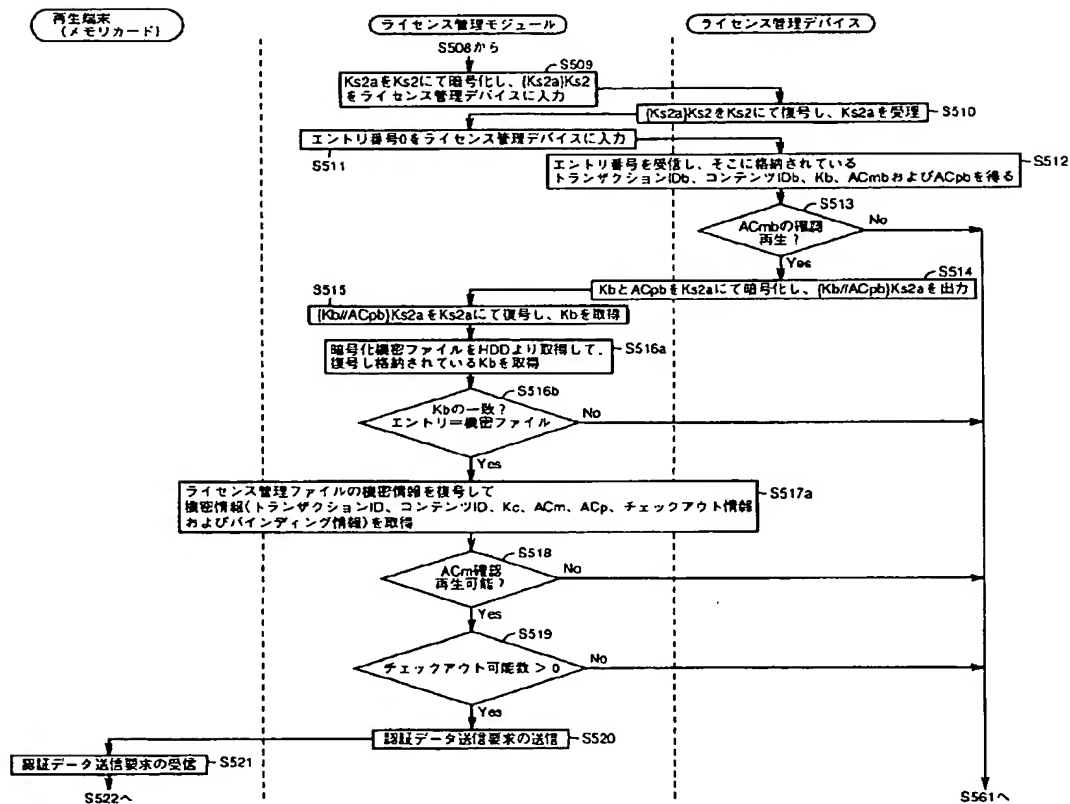 再生端末
(メモリカード)
ライセンス管理モジュール
ライセンス管理デバイス
S508から
S509
Ks2aをKs2にて暗号化し、{Ks2a}Ks2
をライセンス管理デバイスに入力
{Ks2a}Ks2をKs2にて復号し、Ks2aを受理
S510
エントリ番号0をライセンス管理デバイスに入力
S511
エントリ番号を受信し、そこに格納されている
トランザクションIDb、コンテンツIDb、Kb、ACmbおよびACpbを得る
S512
S513
ACmbの確認
再生?
No
Yes
S514
KbとACpbをKs2aにて暗号化し、{Kb//ACpb}Ks2aを出力
S515
{Kb//ACpb}Ks2aをKs2aにて復号し、Kbを取得
暗号化機密ファイルをHDDより取得して、
復号し格納されているKbを取得
S516a
S516b
Kbの一致?
エントリ=機密ファイル
No
Yes
ライセンス管理ファイルの機密情報を復号して
機密情報(トランザクションID、コンテンツID、Kc、ACm、ACp、チェックアウト情報
およびバインディング情報)を取得
S517a
S518
ACm確認
再生可能?
No
Yes
S519
チェックアウト可能数>0
No
Yes
認証データ送信要求の送信
S520
認証データ送信要求の受信
S521
S522へ
S561へ